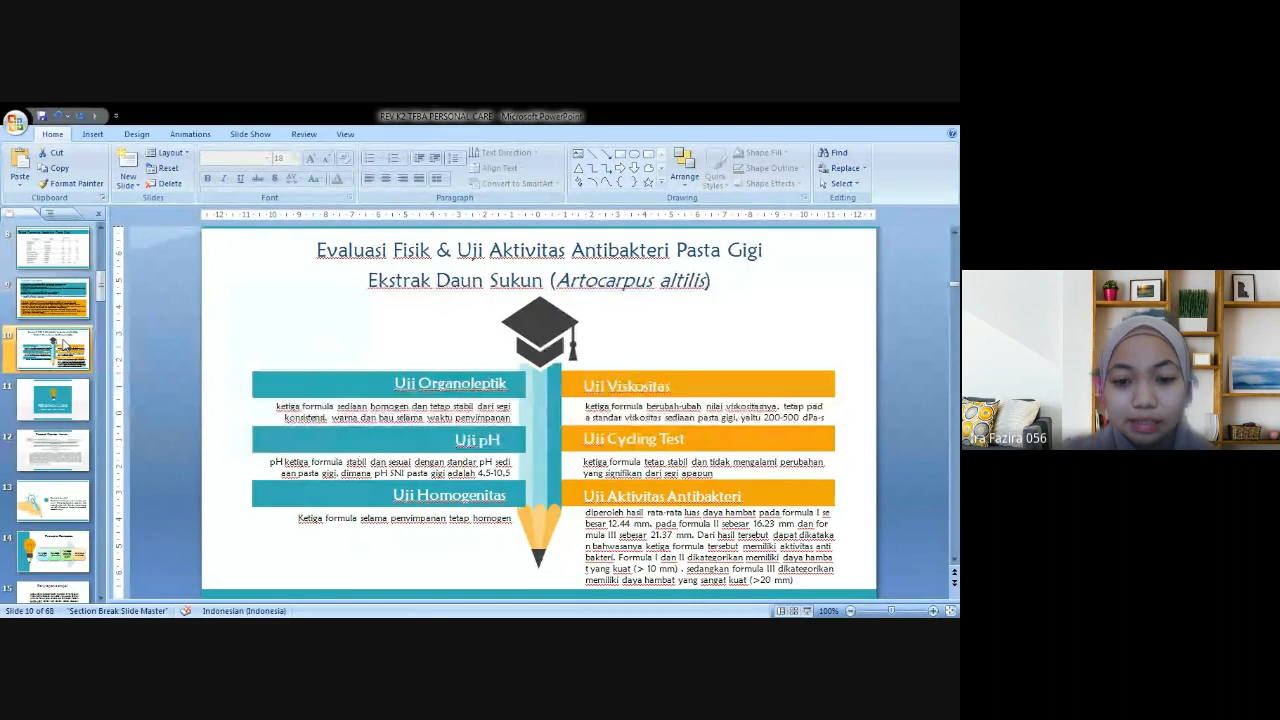 REV K2 TFBA PERSONAL CARE - Microsoft PowerPoint
Home Insert Design Animations Slide Show Review View
Paste
Cut
Copy
Format Painter
Clipboard
New
Slide
Layout
Reset
Delete
Slides
18
Font
Text Direction
Align Text
Convert to SmartArt
Paragraph
Arrange
Quick
Styles
Shape Fill
Shape Outline
Shape Effects
Drawing
Find
Replace
Select
Editing
8
9
10
11
12
13
14
15
Evaluasi Fisik & Uji Aktivitas Antibakteri Pasta Gigi
Ekstrak Daun Sukun (Artocarpus altilis)
Uji Organoleptik
ketiga formula sediaan homogen dan tetap stabil dari segi
konsistensi, warna dan bau selama waktu penyimpanan
Uji pH
pH ketiga formula stabil dan sesuai dengan standar pH sedi
aan pasta gigi, dimana pH SNI pasta gigi adalah 4,5-10,5
Uji Homogenitas
Ketiga formula selama penyimpanan tetap homogen
Uji Viskositas
ketiga formula berubah-ubah nilai viskositasnya, tetap pad
a standar viskositas sediaan pasta gigi, yaitu 200-500 dPa-s
Uji Cycling Test
ketiga formula tetap stabil dan tidak mengalami perubahan
yang signifikan dari segi apapun
Uji Aktivitas Antibakteri
diperoleh hasil rata-rata luas daya hambat pada formula I se
besar 12.44 mm, pada formula II sebesar 16.23 mm dan for
mula III sebesar 21.37 mm. Dari hasil tersebut dapat dikataka
n bahwasanya ketiga formula tersebut memiliki aktivitas anti
bakteri. Formula I dan II dikategorikan memiliki daya hamba
t yang kuat (> 10 mm) , sedangkan formula III dikategorikan
memiliki daya hambat yang sangat kuat (>20 mm)
Slide 10 of 68 "Section Break Slide Master" Indonesian (Indonesia) 100%
ira Fazira 056